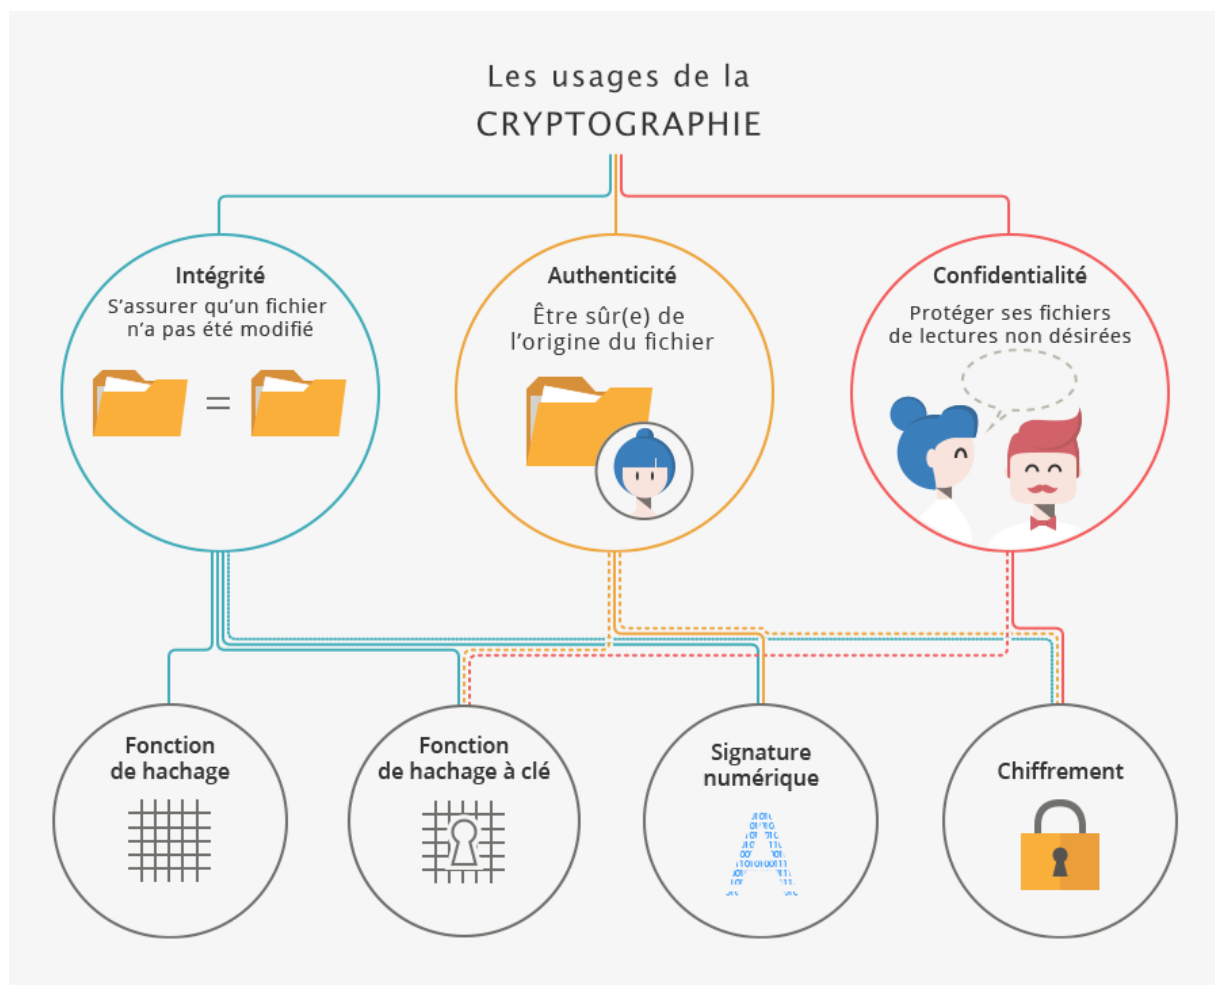 Les usages de la
CRYPTOGRAPHIE
Intégrité
S'assurer qu'un fichier
n'a pas été modifié
Authenticité
Être sûr(e) de
l'origine du fichier
Confidentialité
Protéger ses fichiers
de lectures non désirées
Fonction
de hachage
Fonction
de hachage à clé
Signature
numérique
Chiffrement